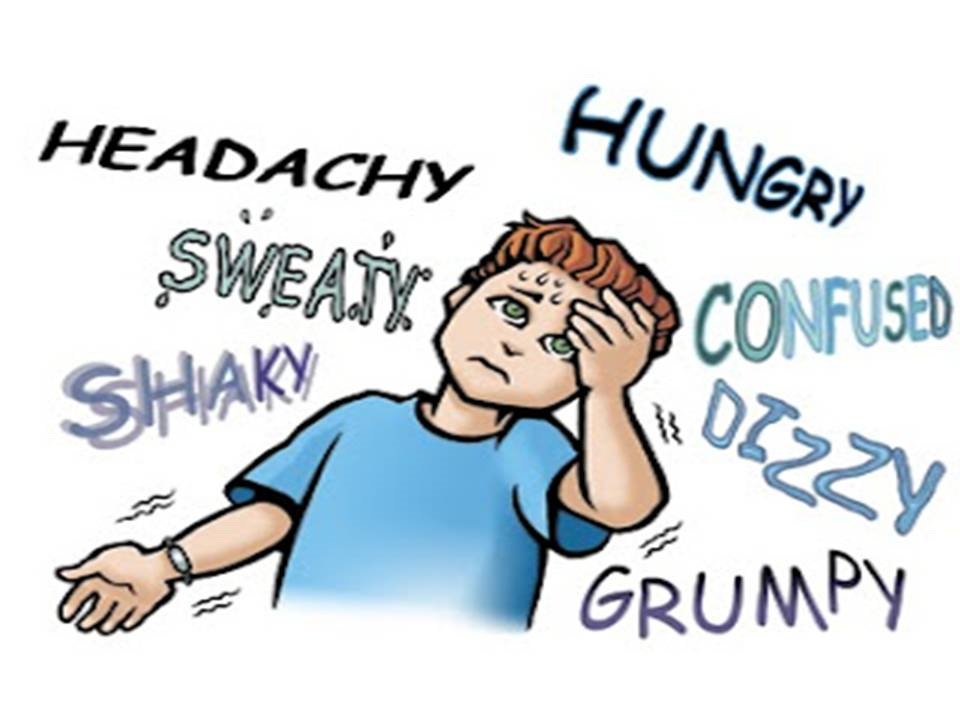 HEADACHY
HUNGRY
SWEATY
CONFUSED
SHAKY
DIZZY
GRUMPY